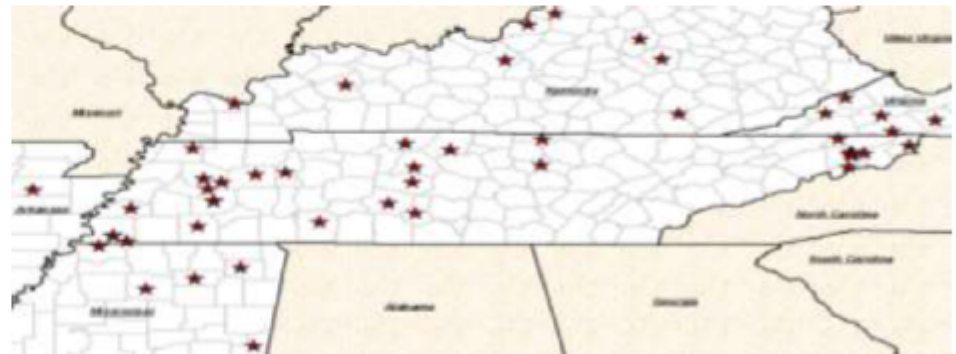 West Virginia
Missouri
Kentucky
Virginia
Arkansas
North Carolina
South Carolina
Mississippi
Alabama
Georgia